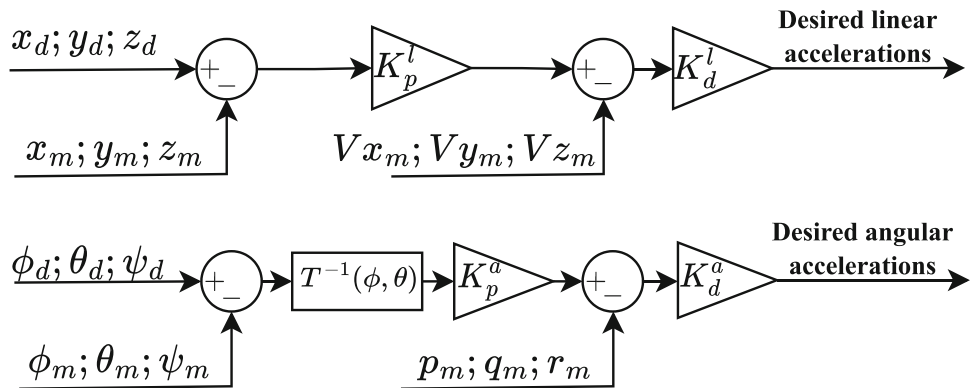 x_d; y_d; z_d
+
−
x_m; y_m; z_m
K_p^l
+
−
Vx_m; Vy_m; Vz_m
K_d^l
Desired linear
accelerations
ϕ_d; θ_d; ψ_d
+
−
ϕ_m; θ_m; ψ_m
T^{-1}(ϕ, θ)
K_p^a
+
−
p_m; q_m; r_m
K_d^a
Desired angular
accelerations